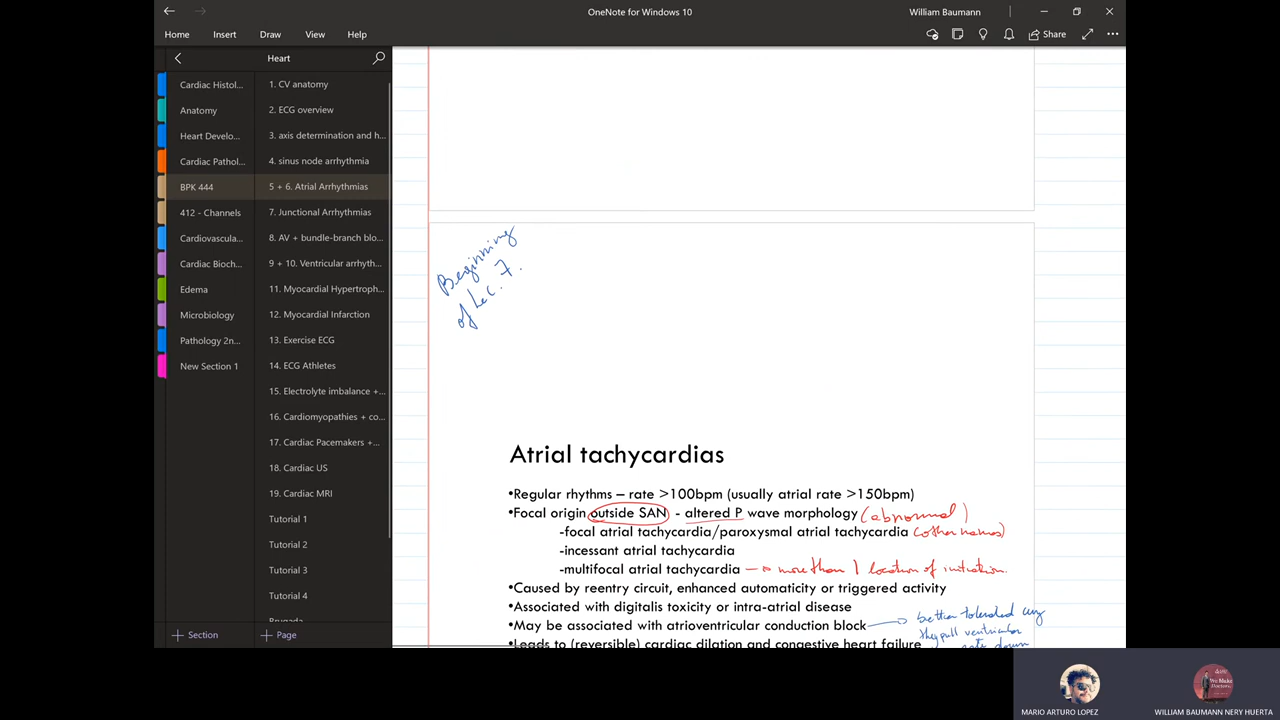 OneNote for Windows 10
William Baumann
Home
Insert
Draw
View
Help
Share
Heart
Cardiac Histol...
Anatomy
Heart Develo...
Cardiac Pathol...
BPK 444
412 - Channels
Cardiovascula...
Cardiac Bioch...
Edema
Microbiology
Pathology 2n...
New Section 1
1. CV anatomy
2. ECG overview
3. axis determination and h...
4. sinus node arrhythmia
5 + 6. Atrial Arrhythmias
7. Junctional Arrhythmias
8. AV + bundle-branch blo...
9 + 10. Ventricular arrhyth...
11. Myocardial Hypertroph...
12. Myocardial Infarction
13. Exercise ECG
14. ECG Athletes
15. Electrolyte imbalance +...
16. Cardiomyopathies + co...
17. Cardiac Pacemakers +...
18. Cardiac US
19. Cardiac MRI
Tutorial 1
Tutorial 2
Tutorial 3
Tutorial 4
Brugada
+ Section
+ Page
Beginning
of Lec. 7.
Atrial tachycardias
•Regular rhythms – rate >100bpm (usually atrial rate >150bpm)
•Focal origin outside SAN - altered P wave morphology (abnormal)
-focal atrial tachycardia/paroxysmal atrial tachycardia (other names)
-incessant atrial tachycardia
-multifocal atrial tachycardia → more than 1 location of initiation.
•Caused by reentry circuit, enhanced automaticity or triggered activity
•Associated with digitalis toxicity or intra-atrial disease
•May be associated with atrioventricular conduction block → better tolerated
they pull ventricular
rate down
•Leads to (reversible) cardiac dilation and congestive heart failure
MARIO ARTURO LOPEZ
WILLIAM BAUMANN NERY HUERTA